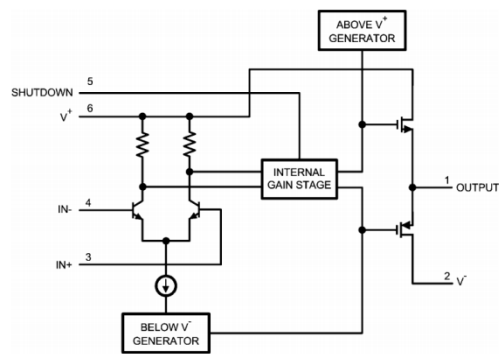 ABOVE V+
GENERATOR
SHUTDOWN 5
V+ 6
INTERNAL
GAIN STAGE
1 OUTPUT
IN- 4
IN+ 3
2 V-
BELOW V-
GENERATOR